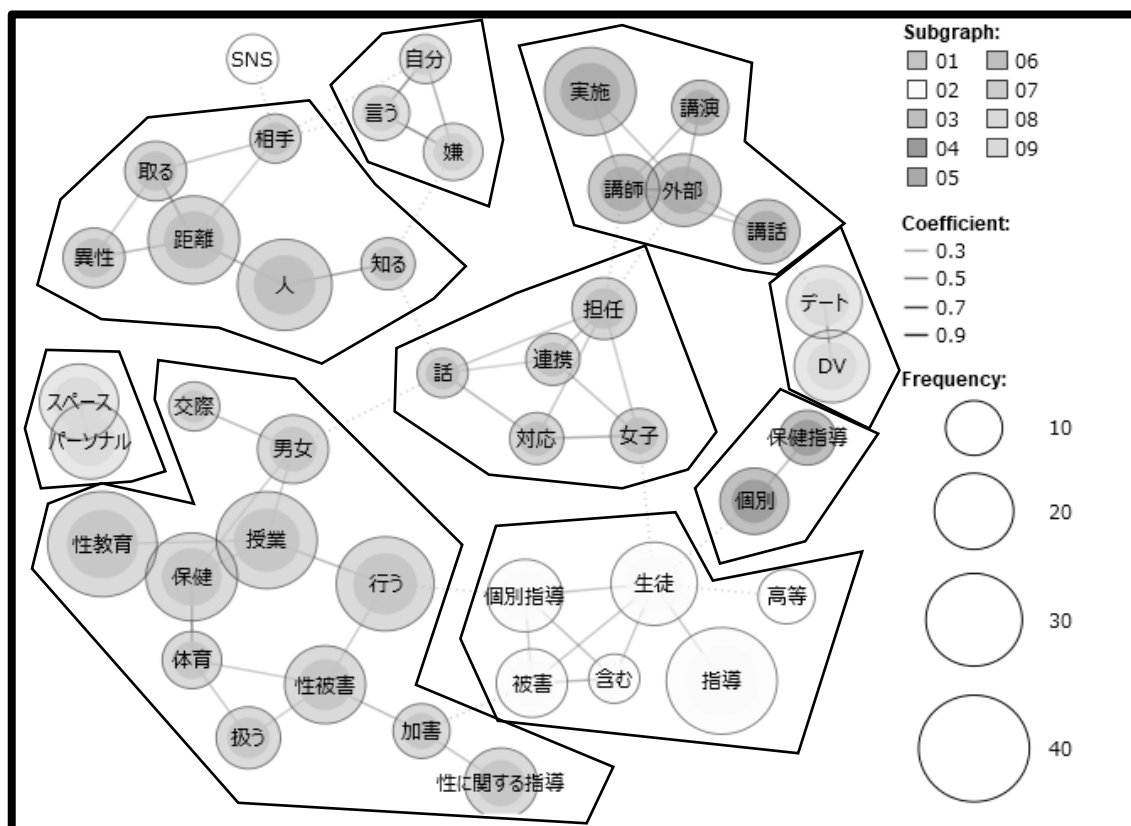 SNS
自分
言う
嫌
相手
取る
距離
異性
人
知る
実施
講演
講師
外部
講話
デート
DV
担任
連携
話
対応
女子
保健指導
個別
スペース
パーソナル
交際
男女
性教育
授業
保健
行う
体育
性被害
扱う
加害
性に関する指導
個別指導
生徒
高等
被害
含む
指導
Subgraph:
01 06
02 07
03 08
04 09
05
Coefficient:
0.3
0.5
0.7
0.9
Frequency:
10
20
30
40